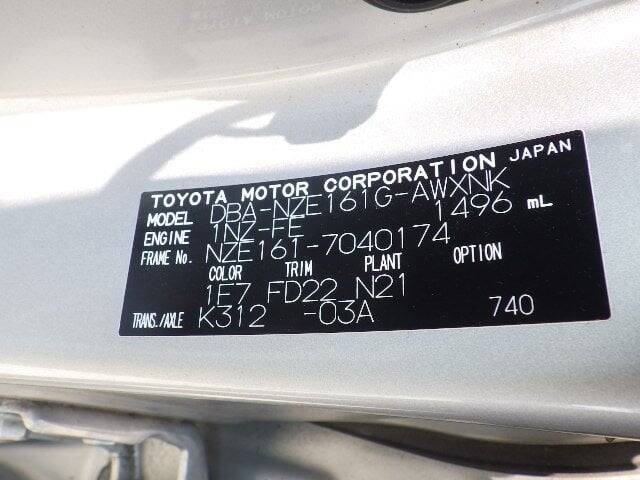 TOYOTA MOTOR CORPORATION JAPAN
MODEL DBA-NZE161G-AWXNK
ENGINE 1NZ-FE 1496 mL
FRAME No. NZE161-7040174
COLOR TRIM PLANT OPTION
1E7 FD22 N21
TRANS./AXLE K312 -03A 740